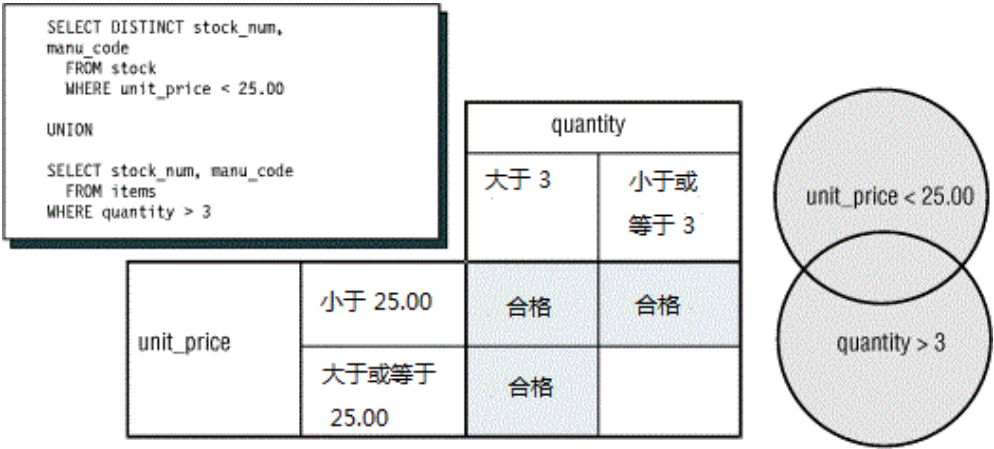 SELECT DISTINCT stock_num,
manu_code
FROM stock
WHERE unit_price < 25.00
UNION
SELECT stock_num, manu_code
FROM items
WHERE quantity > 3
quantity
大于 3
小于或
等于 3
unit_price
小于 25.00
合格
合格
大于或等于
25.00
合格
unit_price < 25.00
quantity > 3